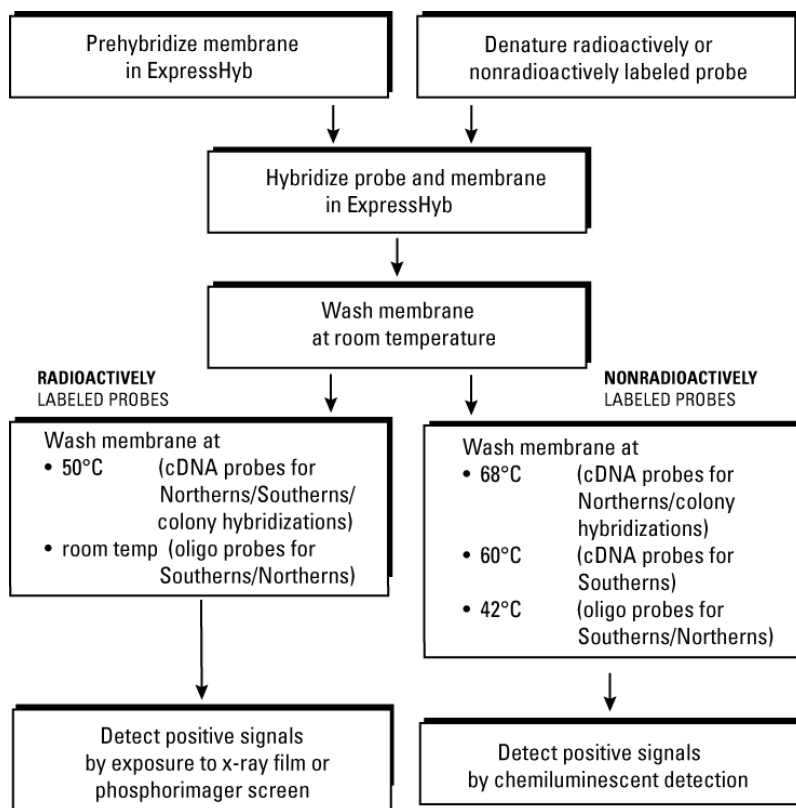 Prehybridize membrane
in ExpressHyb
Denature radioactively or
nonradioactively labeled probe
Hybridize probe and membrane
in ExpressHyb
Wash membrane
at room temperature
RADIOACTIVELY
LABELED PROBES
NONRADIOACTIVELY
LABELED PROBES
Wash membrane at
• 50°C (cDNA probes for
Northerns/Southerns/
colony hybridizations)
• room temp (oligo probes for
Southerns/Northerns)
Wash membrane at
• 68°C (cDNA probes for
Northerns/colony
hybridizations)
• 60°C (cDNA probes for
Southerns)
• 42°C (oligo probes for
Southerns/Northerns)
Detect positive signals
by exposure to x-ray film or
phosphorimager screen
Detect positive signals
by chemiluminescent detection